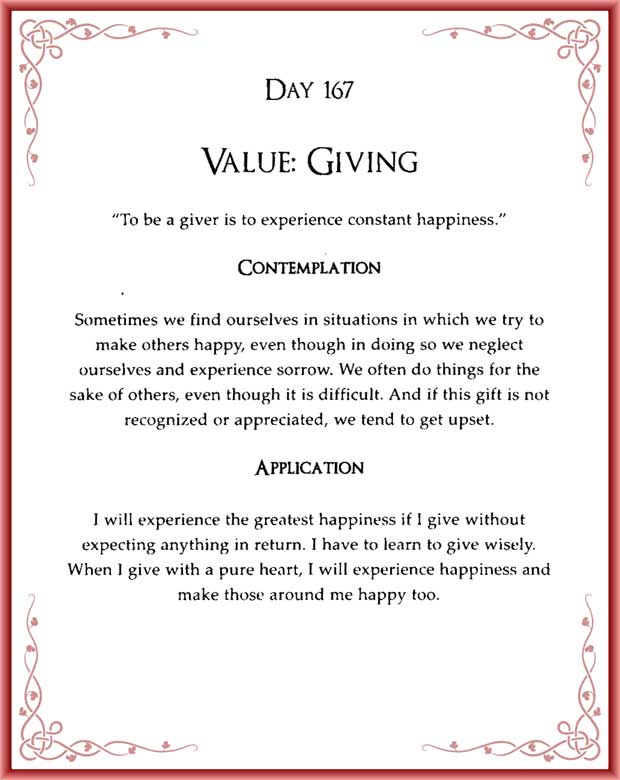 DAY 167
VALUE: GIVING
"To be a giver is to experience constant happiness."
CONTEMPLATION
Sometimes we find ourselves in situations in which we try to
make others happy, even though in doing so we neglect
ourselves and experience sorrow. We often do things for the
sake of others, even though it is difficult. And if this gift is not
recognized or appreciated, we tend to get upset.
APPLICATION
I will experience the greatest happiness if I give without
expecting anything in return. I have to learn to give wisely.
When I give with a pure heart, I will experience happiness and
make those around me happy too.